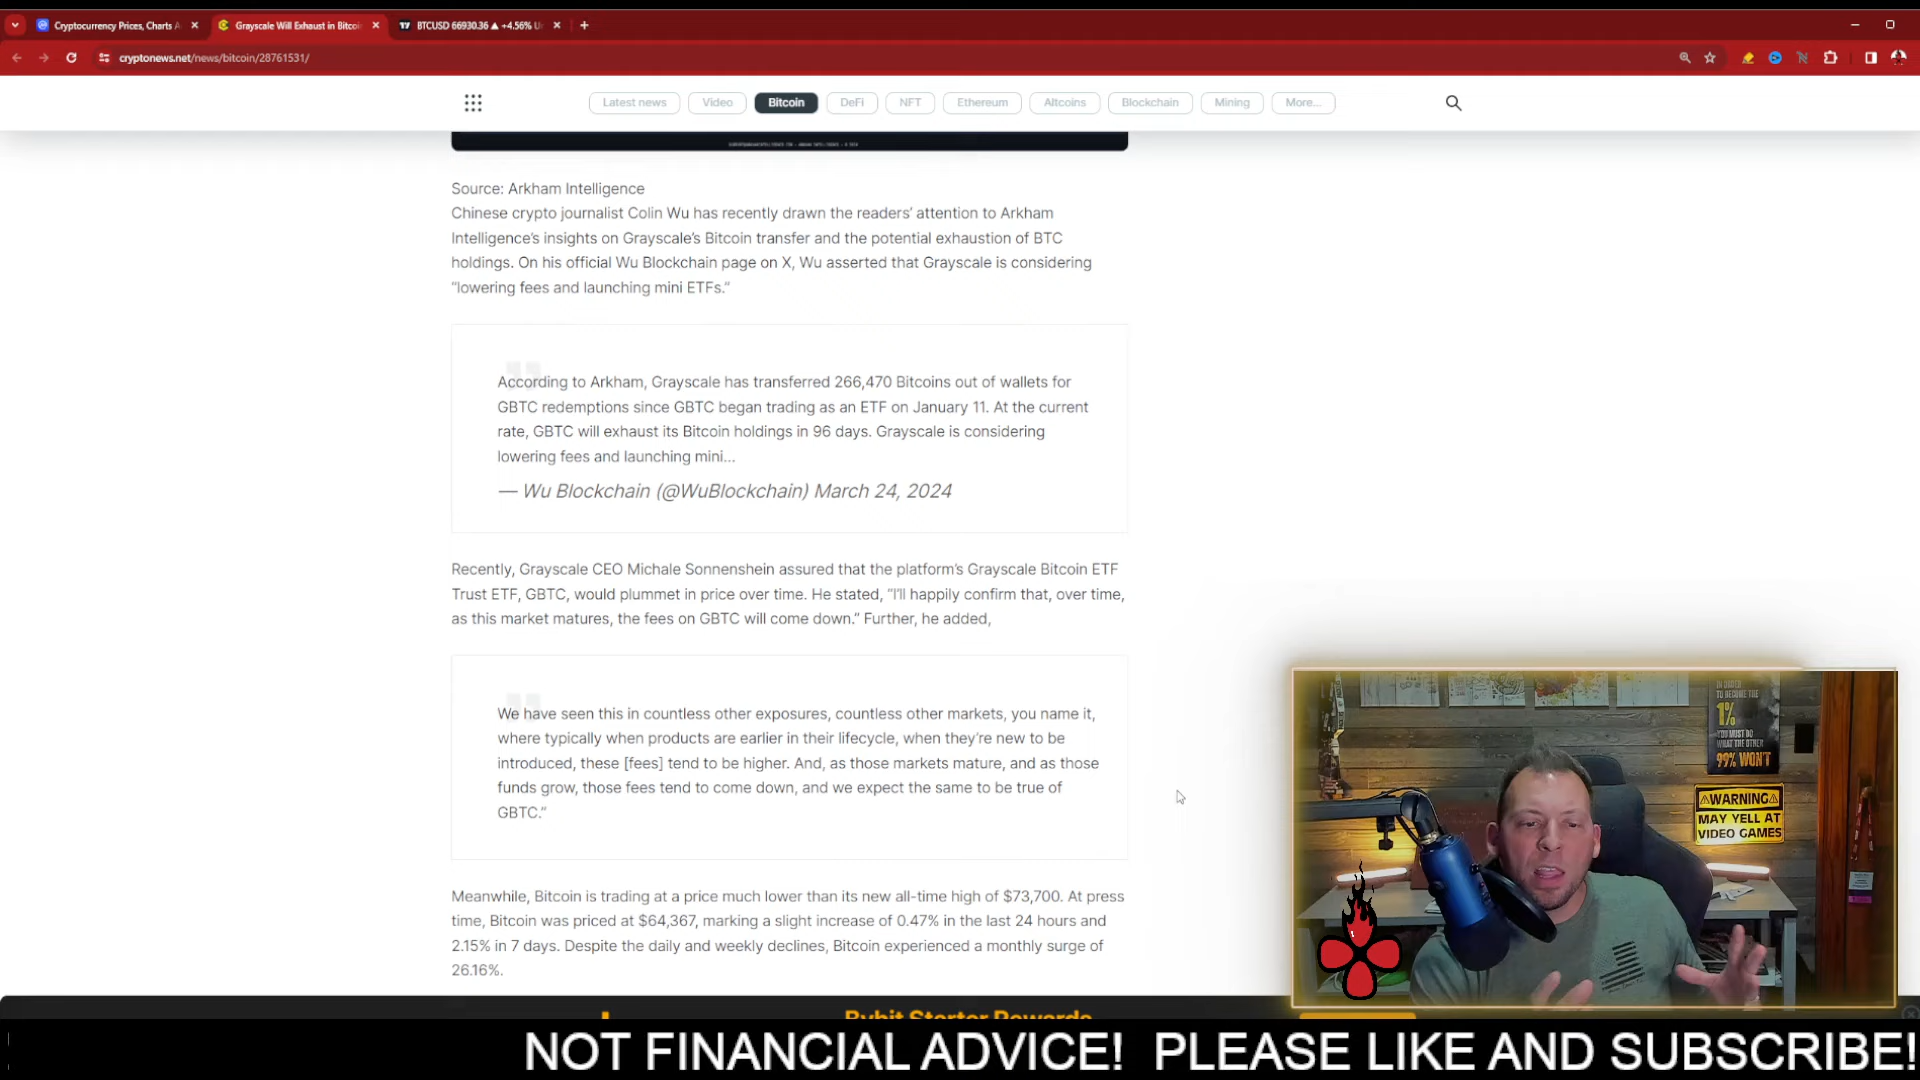 Cryptocurrency Prices, Charts A
Grayscale Will Exhaust in Bitcoi
BTCUSD 66930.36 ▲ +4.56% U
cryptonews.net/news/bitcoin/28761531/
Latest news
Video
Bitcoin
DeFi
NFT
Ethereum
Altcoins
Blockchain
Mining
More...
Source: Arkham Intelligence
Chinese crypto journalist Colin Wu has recently drawn the readers’ attention to Arkham
Intelligence’s insights on Grayscale’s Bitcoin transfer and the potential exhaustion of BTC
holdings. On his official Wu Blockchain page on X, Wu asserted that Grayscale is considering
“lowering fees and launching mini ETFs.”
According to Arkham, Grayscale has transferred 266,470 Bitcoins out of wallets for
GBTC redemptions since GBTC began trading as an ETF on January 11. At the current
rate, GBTC will exhaust its Bitcoin holdings in 96 days. Grayscale is considering
lowering fees and launching mini…
— Wu Blockchain (@WuBlockchain) March 24, 2024
Recently, Grayscale CEO Michale Sonnenshein assured that the platform’s Grayscale Bitcoin ETF
Trust ETF, GBTC, would plummet in price over time. He stated, “I’ll happily confirm that, over time,
as this market matures, the fees on GBTC will come down.” Further, he added,
We have seen this in countless other exposures, countless other markets, you name it,
where typically when products are earlier in their lifecycle, when they’re new to be
introduced, these [fees] tend to be higher. And, as those markets mature, and as those
funds grow, those fees tend to come down, and we expect the same to be true of
GBTC.”
Meanwhile, Bitcoin is trading at a price much lower than its new all-time high of $73,700. At press
time, Bitcoin was priced at $64,367, marking a slight increase of 0.47% in the last 24 hours and
2.15% in 7 days. Despite the daily and weekly declines, Bitcoin experienced a monthly surge of
26.16%.
IN ORDER
TO BECOME THE
1%
YOU MUST DO
WHAT THE OTHER
99% WON'T
⚠WARNING⚠
MAY YELL AT
VIDEO GAMES
Bybit Starter Rewards
NOT FINANCIAL ADVICE! PLEASE LIKE AND SUBSCRIBE!